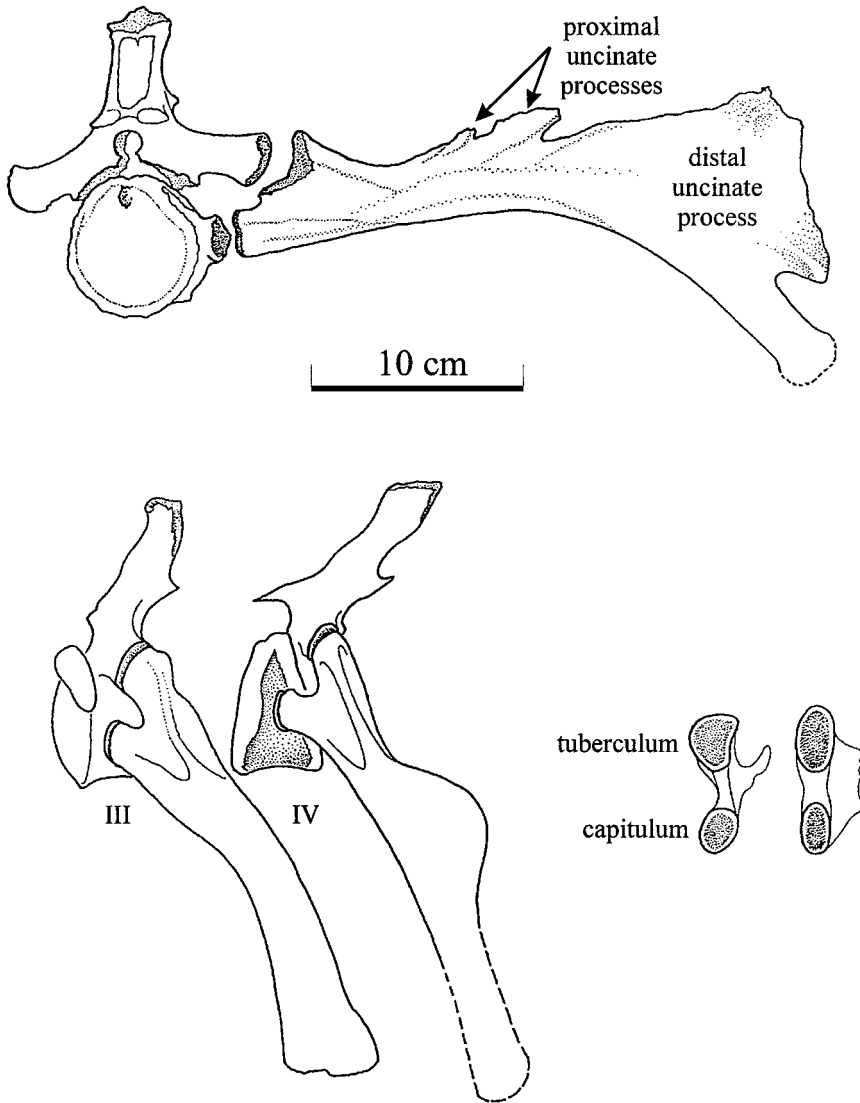 proximal
uncinate
processes
distal
uncinate
process
10 cm
III
IV
tuberculum
capitulum